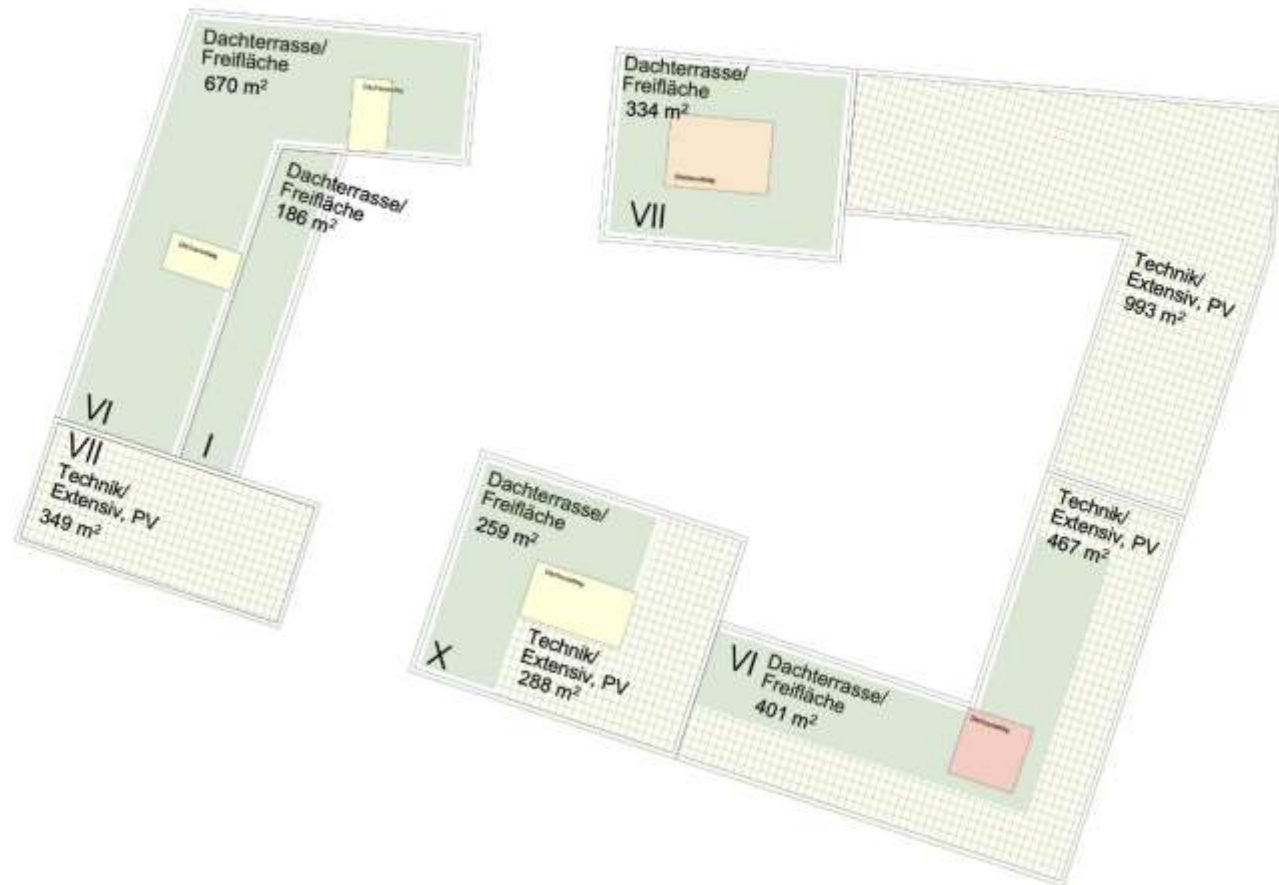 Dachterrasse/
Freifläche
670 m²
Dachterrasse/
Freifläche
186 m²
VI
I
VII
Technik/
Extensiv, PV
349 m²
Dachterrasse/
Freifläche
334 m²
VII
Technik/
Extensiv, PV
993 m²
Technik/
Extensiv, PV
467 m²
Dachterrasse/
Freifläche
259 m²
X
Technik/
Extensiv, PV
288 m²
VI
Dachterrasse/
Freifläche
401 m²